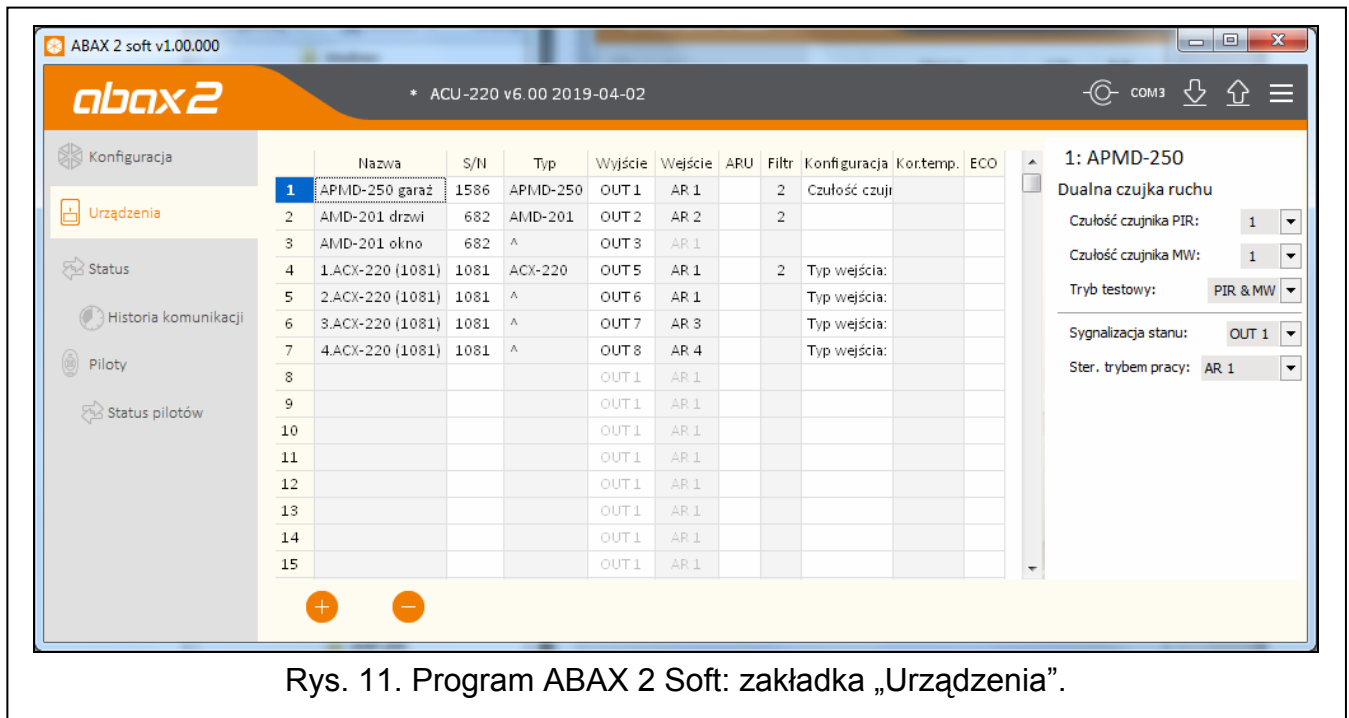 ABAX 2 soft v1.00.000
abax2
* ACU-220 v6.00 2019-04-02
COM3
Konfiguracja
Urządzenia
Status
Historia komunikacji
Piloty
Status pilotów
Nazwa S/N Typ Wyjście Wejście ARU Filtr Konfiguracja Kor.temp. ECO
1 APMD-250 garaż 1586 APMD-250 OUT 1 AR 1 2 Czułość czujr
2 AMD-201 drzwi 682 AMD-201 OUT 2 AR 2 2
3 AMD-201 okno 682 ^ OUT 3 AR 1
4 1.ACX-220 (1081) 1081 ACX-220 OUT 5 AR 1 2 Typ wejścia:
5 2.ACX-220 (1081) 1081 ^ OUT 6 AR 1 Typ wejścia:
6 3.ACX-220 (1081) 1081 ^ OUT 7 AR 3 Typ wejścia:
7 4.ACX-220 (1081) 1081 ^ OUT 8 AR 4 Typ wejścia:
8 OUT 1 AR 1
9 OUT 1 AR 1
10 OUT 1 AR 1
11 OUT 1 AR 1
12 OUT 1 AR 1
13 OUT 1 AR 1
14 OUT 1 AR 1
15 OUT 1 AR 1
1: APMD-250
Dualna czujka ruchu
Czułość czujnika PIR: 1
Czułość czujnika MW: 1
Tryb testowy: PIR & MW
Sygnalizacja stanu: OUT 1
Ster. trybem pracy: AR 1
Rys. 11. Program ABAX 2 Soft: zakładka „Urządzenia”.